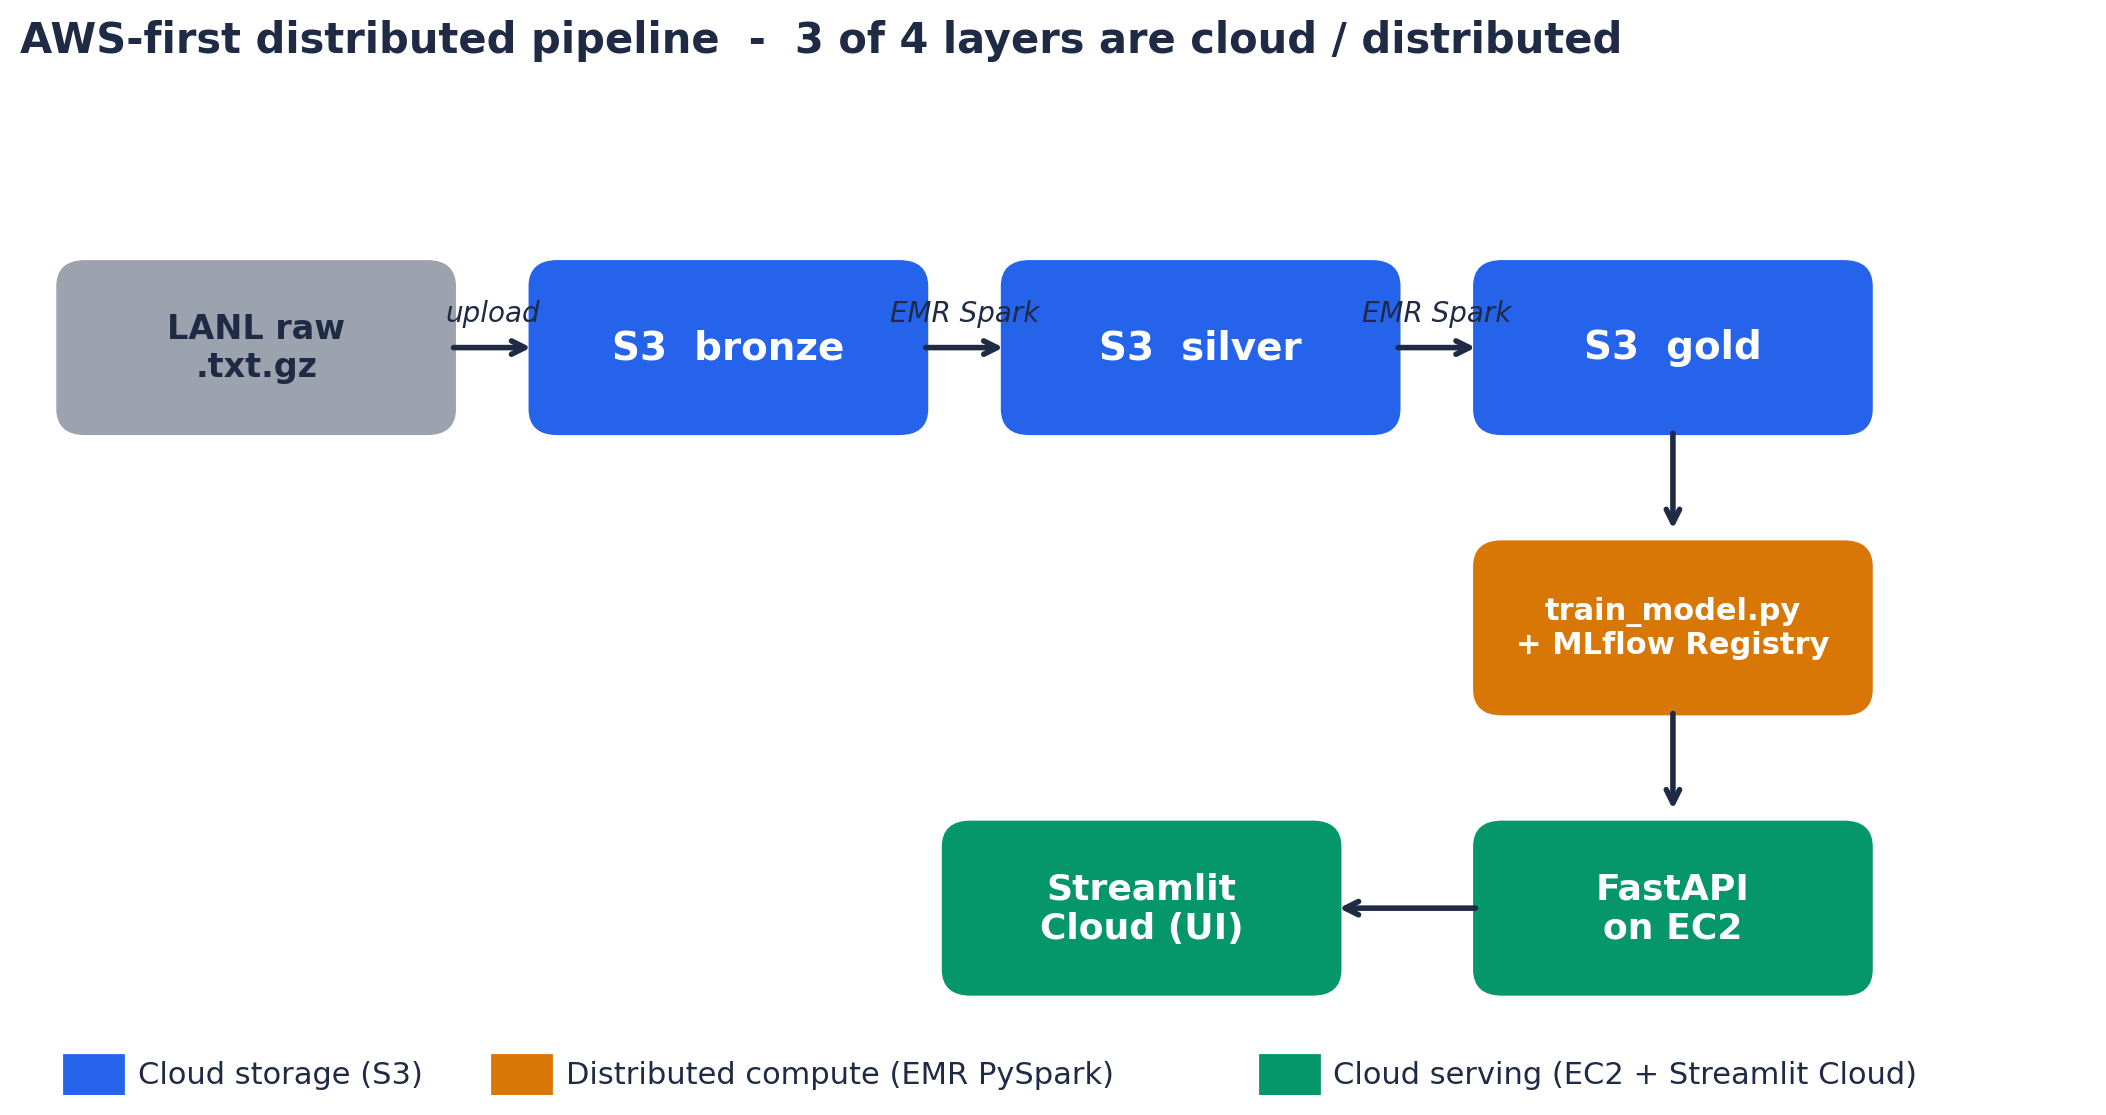 AWS-first distributed pipeline - 3 of 4 layers are cloud / distributed
LANL raw
.txt.gz
upload
S3 bronze
EMR Spark
S3 silver
EMR Spark
S3 gold
train_model.py
+ MLflow Registry
Streamlit
Cloud (UI)
FastAPI
on EC2
Cloud storage (S3)
Distributed compute (EMR PySpark)
Cloud serving (EC2 + Streamlit Cloud)